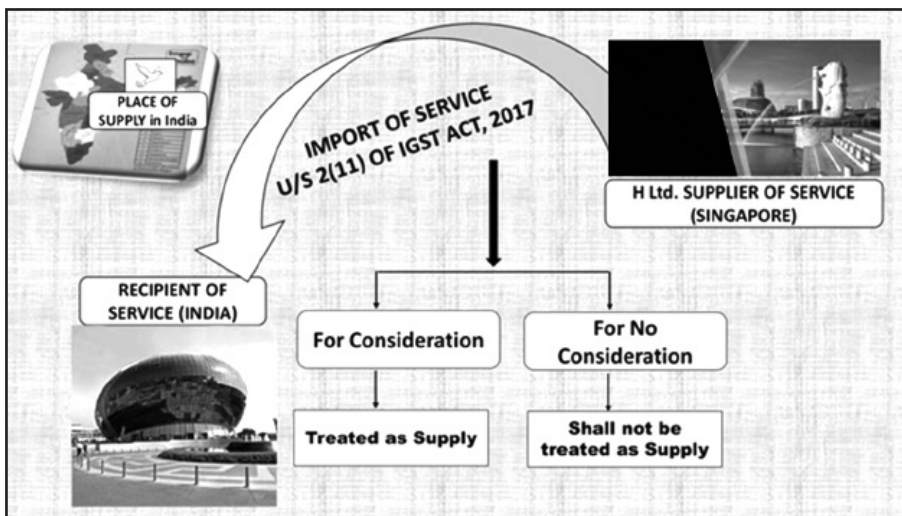 PLACE OF
SUPPLY in India
IMPORT OF SERVICE
U/S 2(11) OF IGST ACT, 2017
H Ltd. SUPPLIER OF SERVICE
(SINGAPORE)
RECIPIENT OF
SERVICE (INDIA)
For Consideration
For No
Consideration
Treated as Supply
Shall not be
treated as Supply